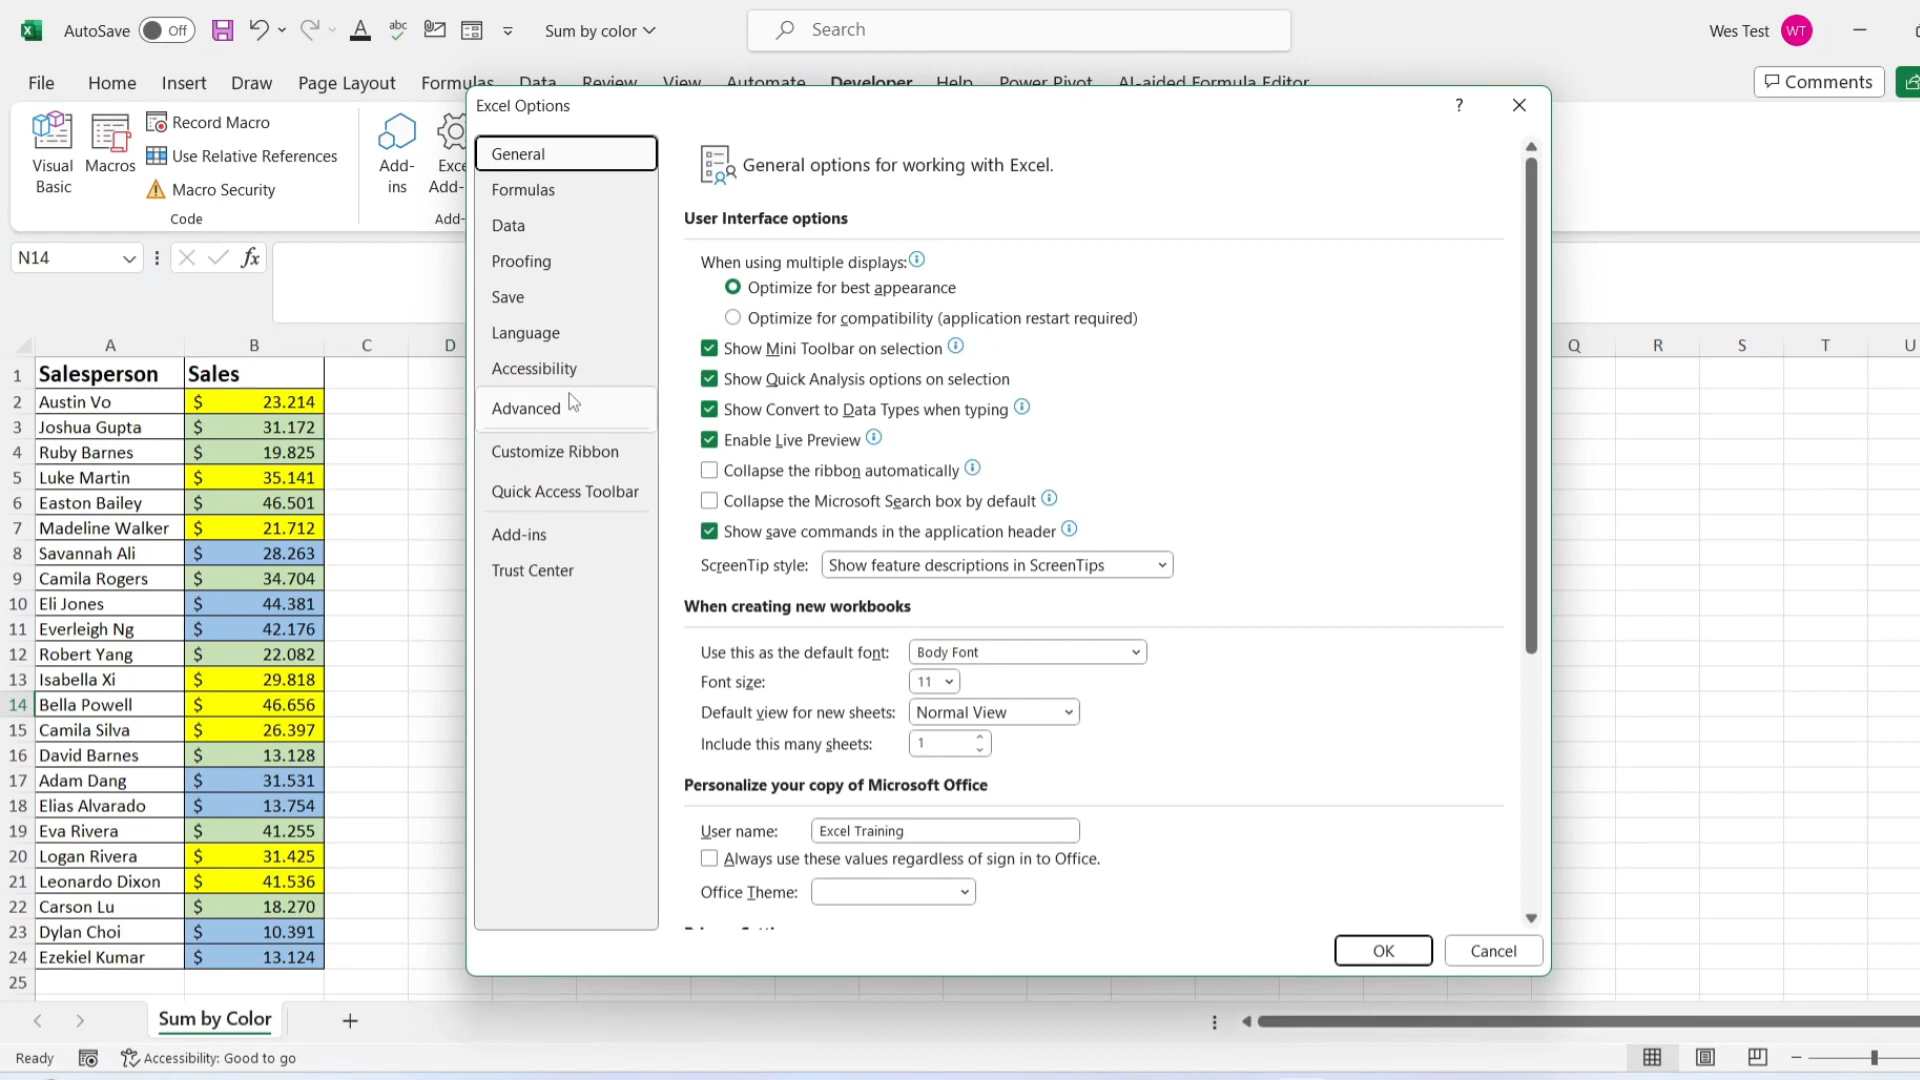 AutoSave Off Sum by color Search Wes Test WT
File Home Insert Draw Page Layout Formulas Data Review View Automate Developer Help Power Pivot AI-aided Formula Editor Comments
Visual Basic
Macros
Record Macro
Use Relative References
Macro Security
Code
Add-ins
N14
fx
A B C D Q R S T U
1 Salesperson Sales
2 Austin Vo $ 23.214
3 Joshua Gupta $ 31.172
4 Ruby Barnes $ 19.825
5 Luke Martin $ 35.141
6 Easton Bailey $ 46.501
7 Madeline Walker $ 21.712
8 Savannah Ali $ 28.263
9 Camila Rogers $ 34.704
10 Eli Jones $ 44.381
11 Everleigh Ng $ 42.176
12 Robert Yang $ 22.082
13 Isabella Xi $ 29.818
14 Bella Powell $ 46.656
15 Camila Silva $ 26.397
16 David Barnes $ 13.128
17 Adam Dang $ 31.531
18 Elias Alvarado $ 13.754
19 Eva Rivera $ 41.255
20 Logan Rivera $ 31.425
21 Leonardo Dixon $ 41.536
22 Carson Lu $ 18.270
23 Dylan Choi $ 10.391
24 Ezekiel Kumar $ 13.124
25
Excel Options ?
General
Formulas
Data
Proofing
Save
Language
Accessibility
Advanced
Customize Ribbon
Quick Access Toolbar
Add-ins
Trust Center
General options for working with Excel.
User Interface options
When using multiple displays:
Optimize for best appearance
Optimize for compatibility (application restart required)
Show Mini Toolbar on selection
Show Quick Analysis options on selection
Show Convert to Data Types when typing
Enable Live Preview
Collapse the ribbon automatically
Collapse the Microsoft Search box by default
Show save commands in the application header
ScreenTip style: Show feature descriptions in ScreenTips
When creating new workbooks
Use this as the default font: Body Font
Font size: 11
Default view for new sheets: Normal View
Include this many sheets: 1
Personalize your copy of Microsoft Office
User name: Excel Training
Always use these values regardless of sign in to Office.
Office Theme:
OK Cancel
Sum by Color
Ready Accessibility: Good to go